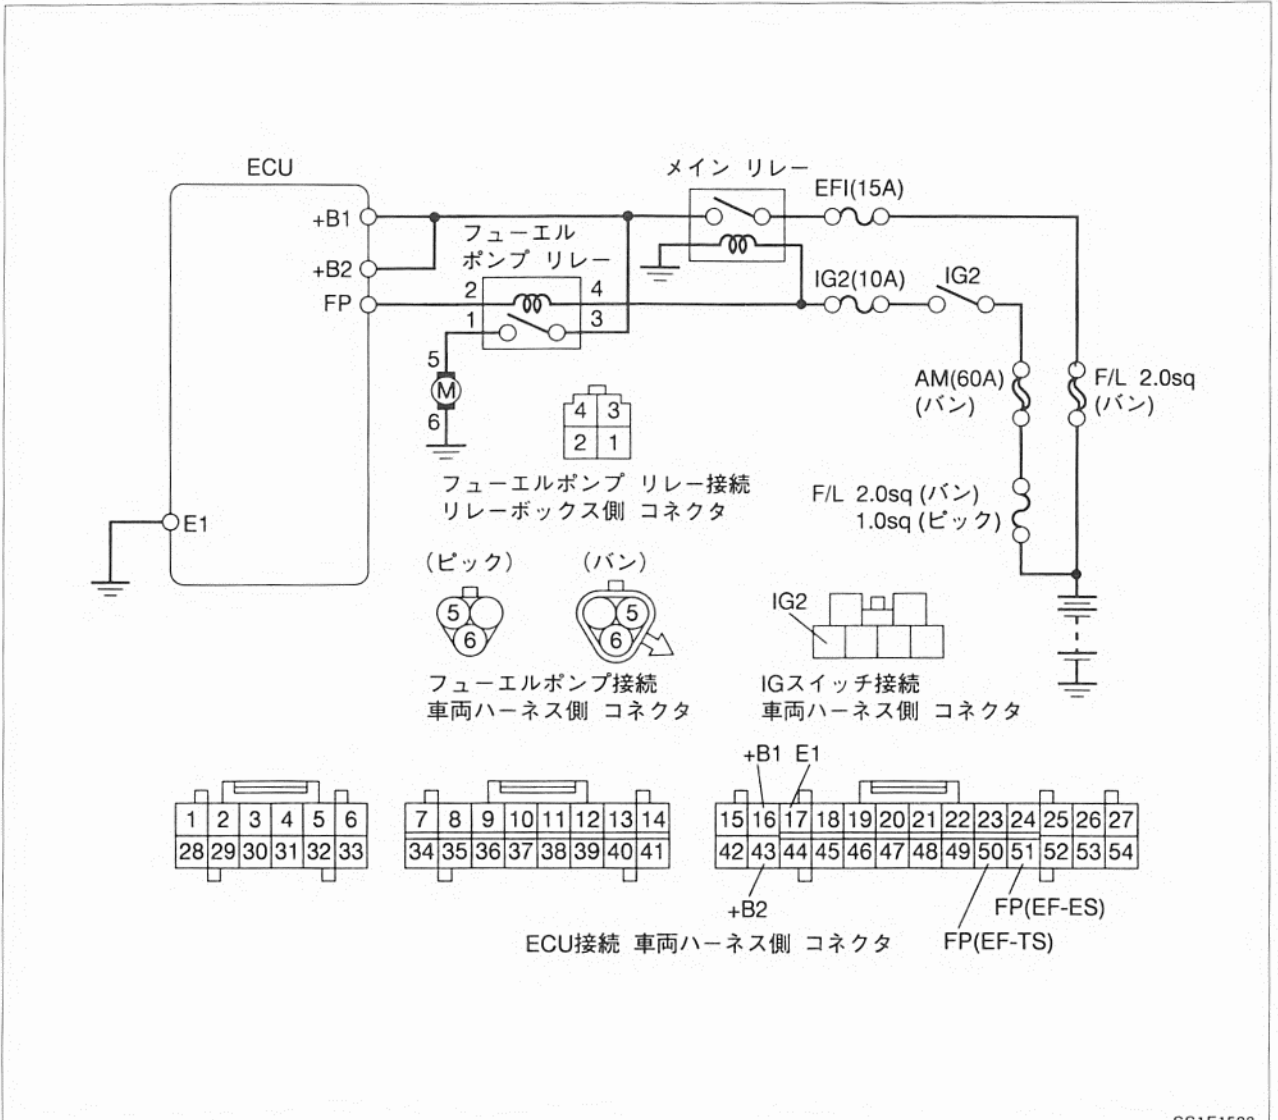 ECU
メイン リレー
EFI(15A)
+B1
フューエル
ポンプ リレー
+B2
IG2(10A)
IG2
FP
2
4
1
3
5
M
6
AM(60A)
(バン)
F/L 2.0sq
(バン)
4 3
2 1
フューエルポンプ リレー接続
リレーボックス側 コネクタ
F/L 2.0sq (バン)
1.0sq (ピック)
E1
(ピック)
(バン)
5
6
5
6
IG2
フューエルポンプ接続
車両ハーネス側 コネクタ
IGスイッチ接続
車両ハーネス側 コネクタ
+B1 E1
1 2 3 4 5 6
28 29 30 31 32 33
7 8 9 10 11 12 13 14
34 35 36 37 38 39 40 41
15 16 17 18 19 20 21 22 23 24 25 26 27
42 43 44 45 46 47 48 49 50 51 52 53 54
+B2
FP(EF-ES)
FP(EF-TS)
ECU接続 車両ハーネス側 コネクタ